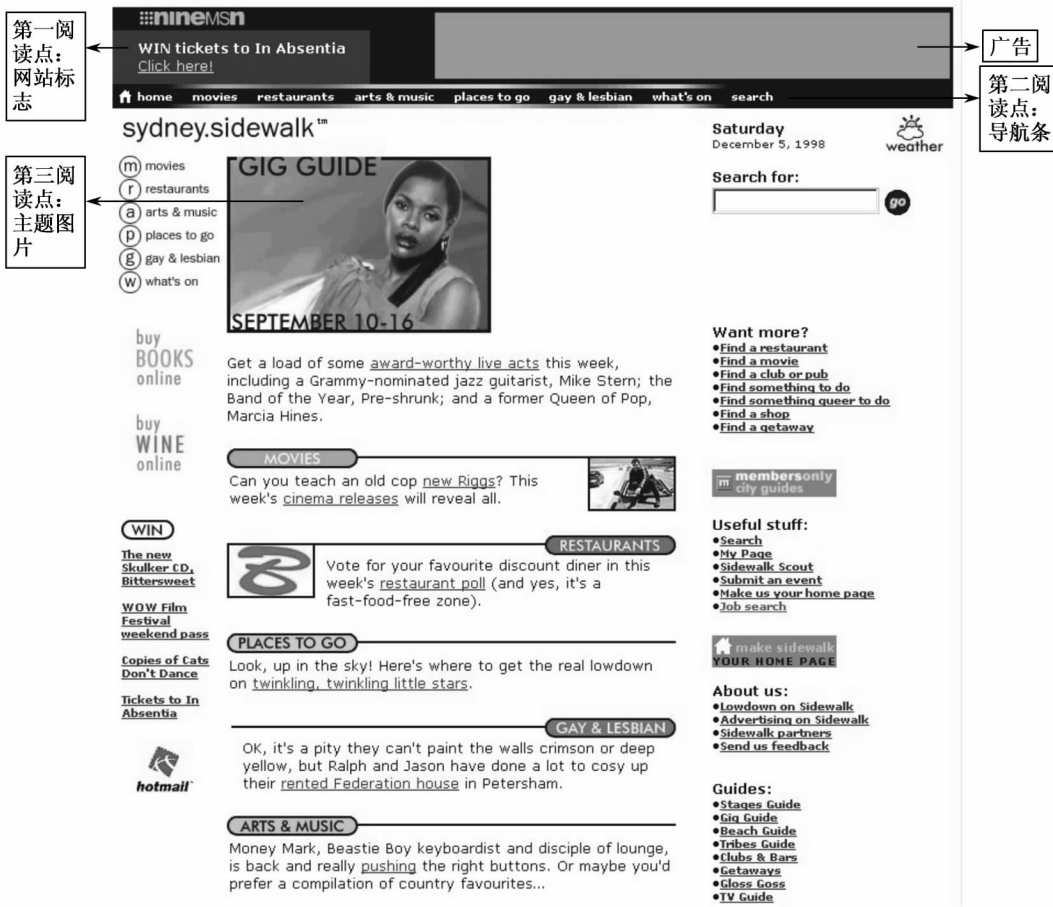 第一阅
读点:
网站标
志
ninemsn
WIN tickets to In Absentia
Click here!
广告
第二阅
读点:
导航条
home movies restaurants arts & music places to go gay & lesbian what's on search
sydney.sidewalk™
第三阅
读点:
主题图
片
m movies
r restaurants
a arts & music
p places to go
g gay & lesbian
w what's on
GIG GUIDE
SEPTEMBER 10-16
Saturday
December 5, 1998
weather
Search for:
go
buy
BOOKS
online
buy
WINE
online
Get a load of some award-worthy live acts this week,
including a Grammy-nominated jazz guitarist, Mike Stern; the
Band of the Year, Pre-shrunk; and a former Queen of Pop,
Marcia Hines.
MOVIES
Can you teach an old cop new Riggs? This
week's cinema releases will reveal all.
RESTAURANTS
Vote for your favourite discount diner in this
week's restaurant poll (and yes, it's a
fast-food-free zone).
PLACES TO GO
Look, up in the sky! Here's where to get the real lowdown
on twinkling, twinkling little stars.
GAY & LESBIAN
OK, it's a pity they can't paint the walls crimson or deep
yellow, but Ralph and Jason have done a lot to cosy up
their rented Federation house in Petersham.
ARTS & MUSIC
Money Mark, Beastie Boy keyboardist and disciple of lounge,
is back and really pushing the right buttons. Or maybe you'd
prefer a compilation of country favourites...
WIN
The new
Skulker CD,
Bittersweet
WOW Film
Festival
weekend pass
Copies of Cats
Don't Dance
Tickets to In
Absentia
hotmail
Want more?
•Find a restaurant
•Find a movie
•Find a club or pub
•Find something to do
•Find something queer to do
•Find a shop
•Find a getaway
m membersonly
city guides
Useful stuff:
•Search
•My Page
•Sidewalk Scout
•Submit an event
•Make us your home page
•Job search
make sidewalk
YOUR HOME PAGE
About us:
•Lowdown on Sidewalk
•Advertising on Sidewalk
•Sidewalk partners
•Send us feedback
Guides:
•Stages Guide
•Gig Guide
•Beach Guide
•Tribes Guide
•Clubs & Bars
•Getaways
•Gloss Goss
•TV Guide